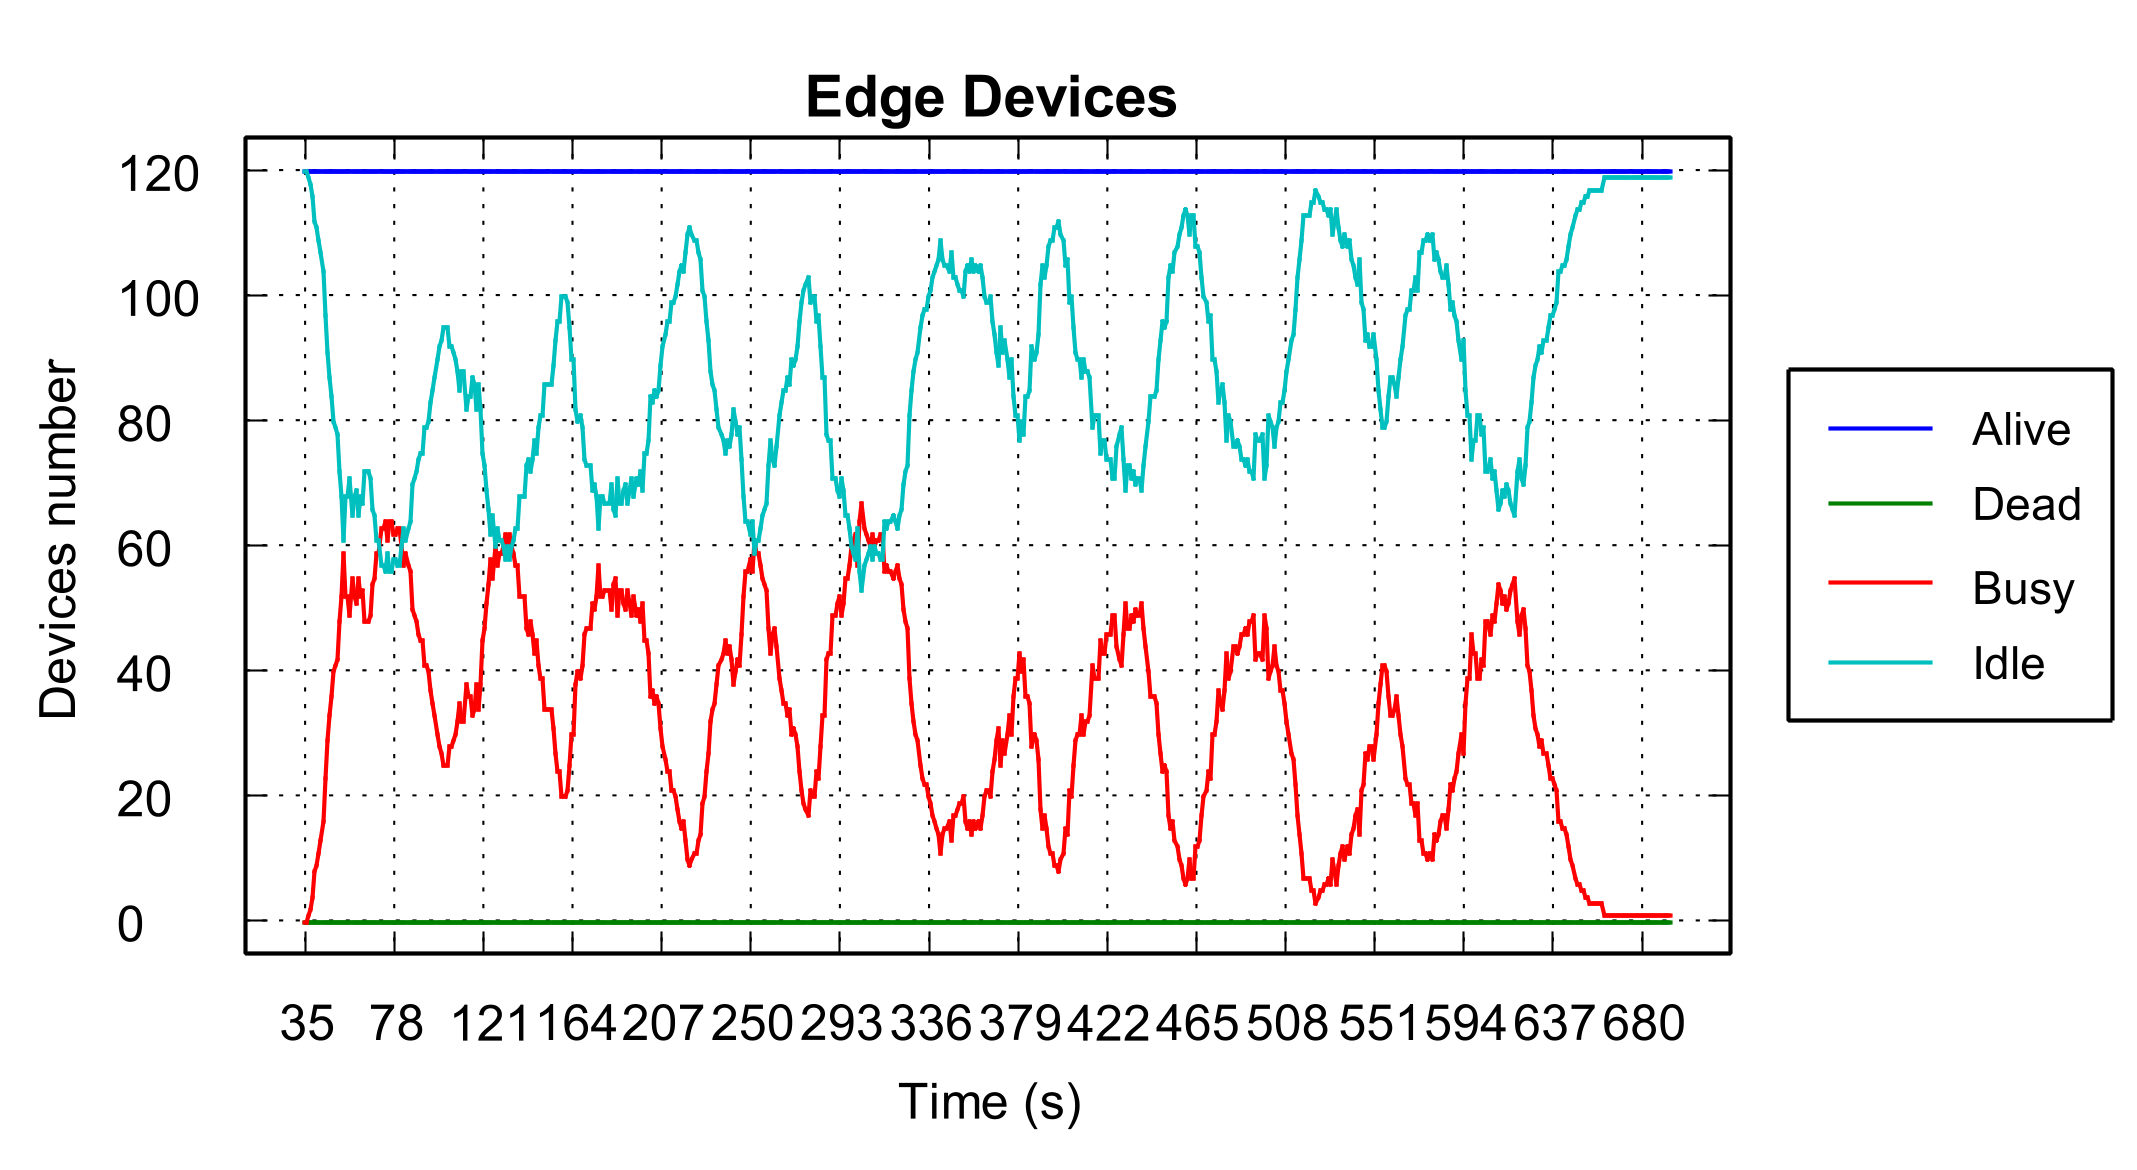 Edge Devices
120
100
80
60
40
20
0
Devices number
35 78 121 164 207 250 293 336 379 422 465 508 551 594 637 680
Time (s)
Alive
Dead
Busy
Idle